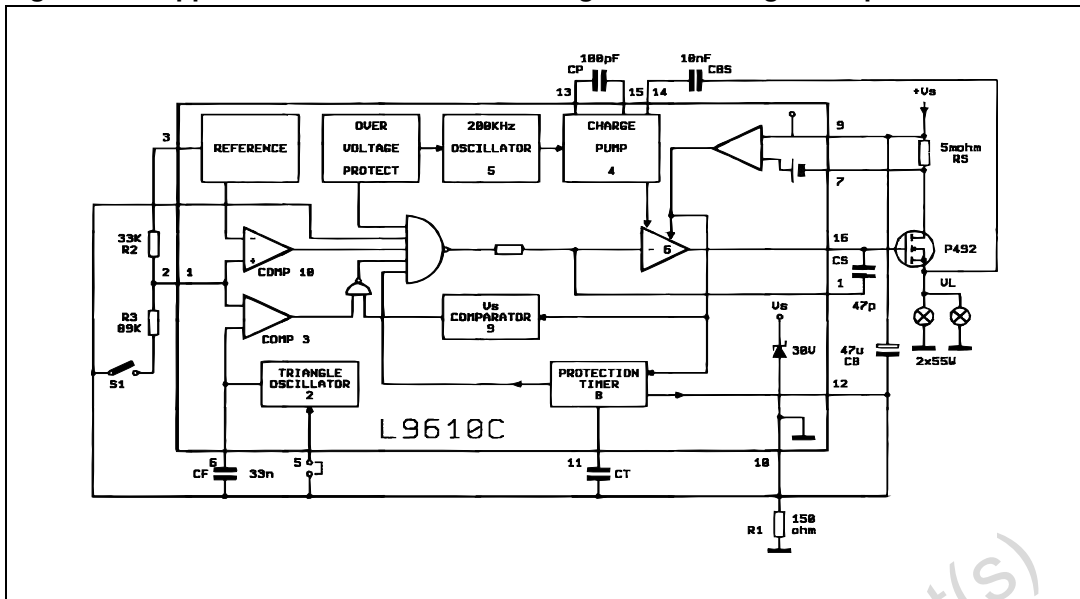 100pF
CP
10nF
CBS
13
15 14
+Vs
3
REFERENCE
OVER
VOLTAGE
PROTECT
200KHz
OSCILLATOR
5
CHARGE
PUMP
4
9
7
5mohm
RS
33K
R2
-
+
COMP 10
- 6
16
CS
P492
2 1
1
47p
VL
R3
89K
COMP 3
Vs
COMPARATOR
9
Vs
30V
47u
CB
2x55W
S1
TRIANGLE
OSCILLATOR
2
PROTECTION
TIMER
8
12
L9610C
6
CF
33n
5
11
CT
10
R1
150
ohm
t(s)